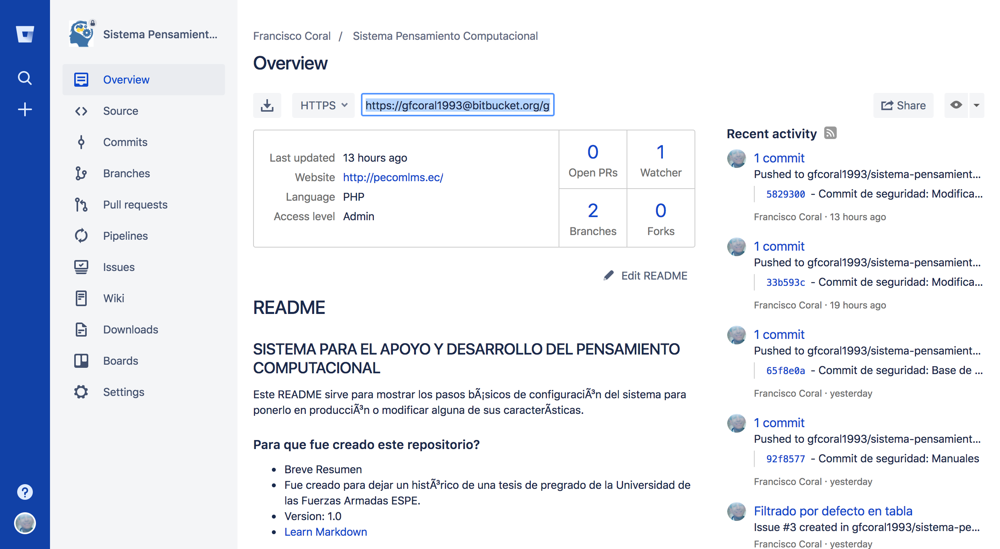 Sistema Pensamient...
Overview
Source
Commits
Branches
Pull requests
Pipelines
Issues
Wiki
Downloads
Boards
Settings
Francisco Coral / Sistema Pensamiento Computacional
Overview
HTTPS
https://gfcoral1993@bitbucket.org/g
Share
Last updated 13 hours ago
Website http://pecomlms.ec/
Language PHP
Access level Admin
0
Open PRs
1
Watcher
2
Branches
0
Forks
Edit README
README
SISTEMA PARA EL APOYO Y DESARROLLO DEL PENSAMIENTO
COMPUTACIONAL
Este README sirve para mostrar los pasos bÃ¡sicos de configuraciÃ³n del sistema para
ponerlo en producciÃ³n o modificar alguna de sus caracterÃsticas.
Para que fue creado este repositorio?
• Breve Resumen
• Fue creado para dejar un histÃ³rico de una tesis de pregrado de la Universidad de
las Fuerzas Armadas ESPE.
• Version: 1.0
• Learn Markdown
Recent activity
1 commit
Pushed to gfcoral1993/sistema-pensamient...
5829300 - Commit de seguridad: Modifica...
Francisco Coral · 13 hours ago
1 commit
Pushed to gfcoral1993/sistema-pensamient...
33b593c - Commit de seguridad: Modifica...
Francisco Coral · 19 hours ago
1 commit
Pushed to gfcoral1993/sistema-pensamient...
65f8e0a - Commit de seguridad: Base de ...
Francisco Coral · yesterday
1 commit
Pushed to gfcoral1993/sistema-pensamient...
92f8577 - Commit de seguridad: Manuales
Francisco Coral · yesterday
Filtrado por defecto en tabla
Issue #3 created in gfcoral1993/sistema-pe...
Francisco Coral · yesterday